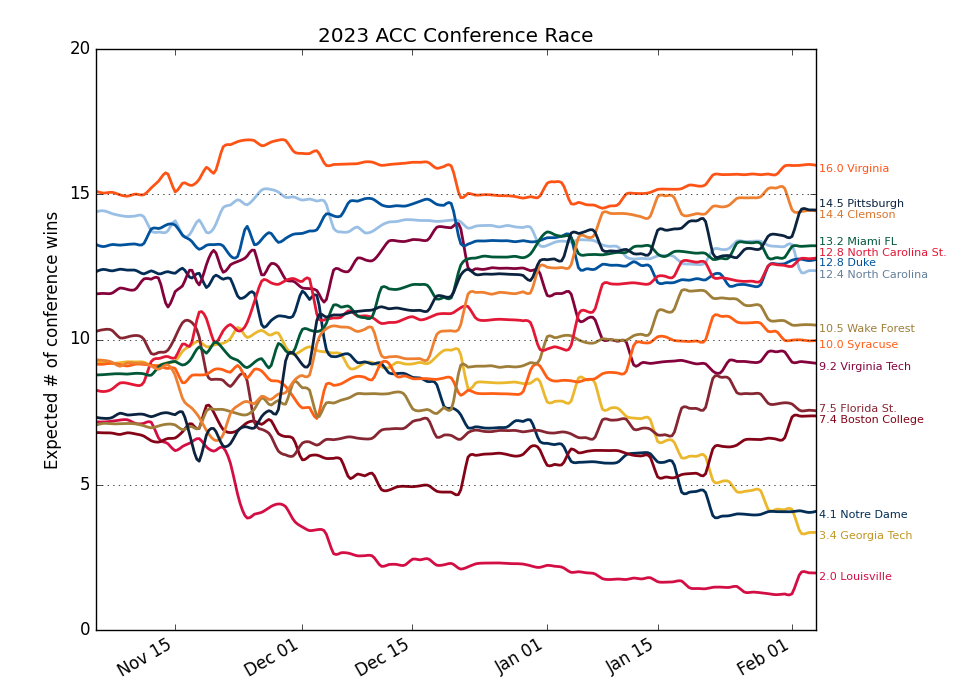 2023 ACC Conference Race
Expected # of conference wins
20
15
10
5
0
Nov 15
Dec 01
Dec 15
Jan 01
Jan 15
Feb 01
16.0 Virginia
14.5 Pittsburgh
14.4 Clemson
13.2 Miami FL
12.8 North Carolina St.
12.8 Duke
12.4 North Carolina
10.5 Wake Forest
10.0 Syracuse
9.2 Virginia Tech
7.5 Florida St.
7.4 Boston College
4.1 Notre Dame
3.4 Georgia Tech
2.0 Louisville